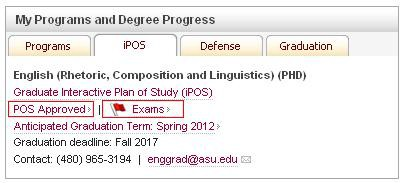 My Programs and Degree Progress
Programs iPOS Defense Graduation
English (Rhetoric, Composition and Linguistics) (PHD)
Graduate Interactive Plan of Study (iPOS)
POS Approved› | Exams›
Anticipated Graduation Term: Spring 2012›
Graduation deadline: Fall 2017
Contact: (480) 965-3194 | enggrad@asu.edu